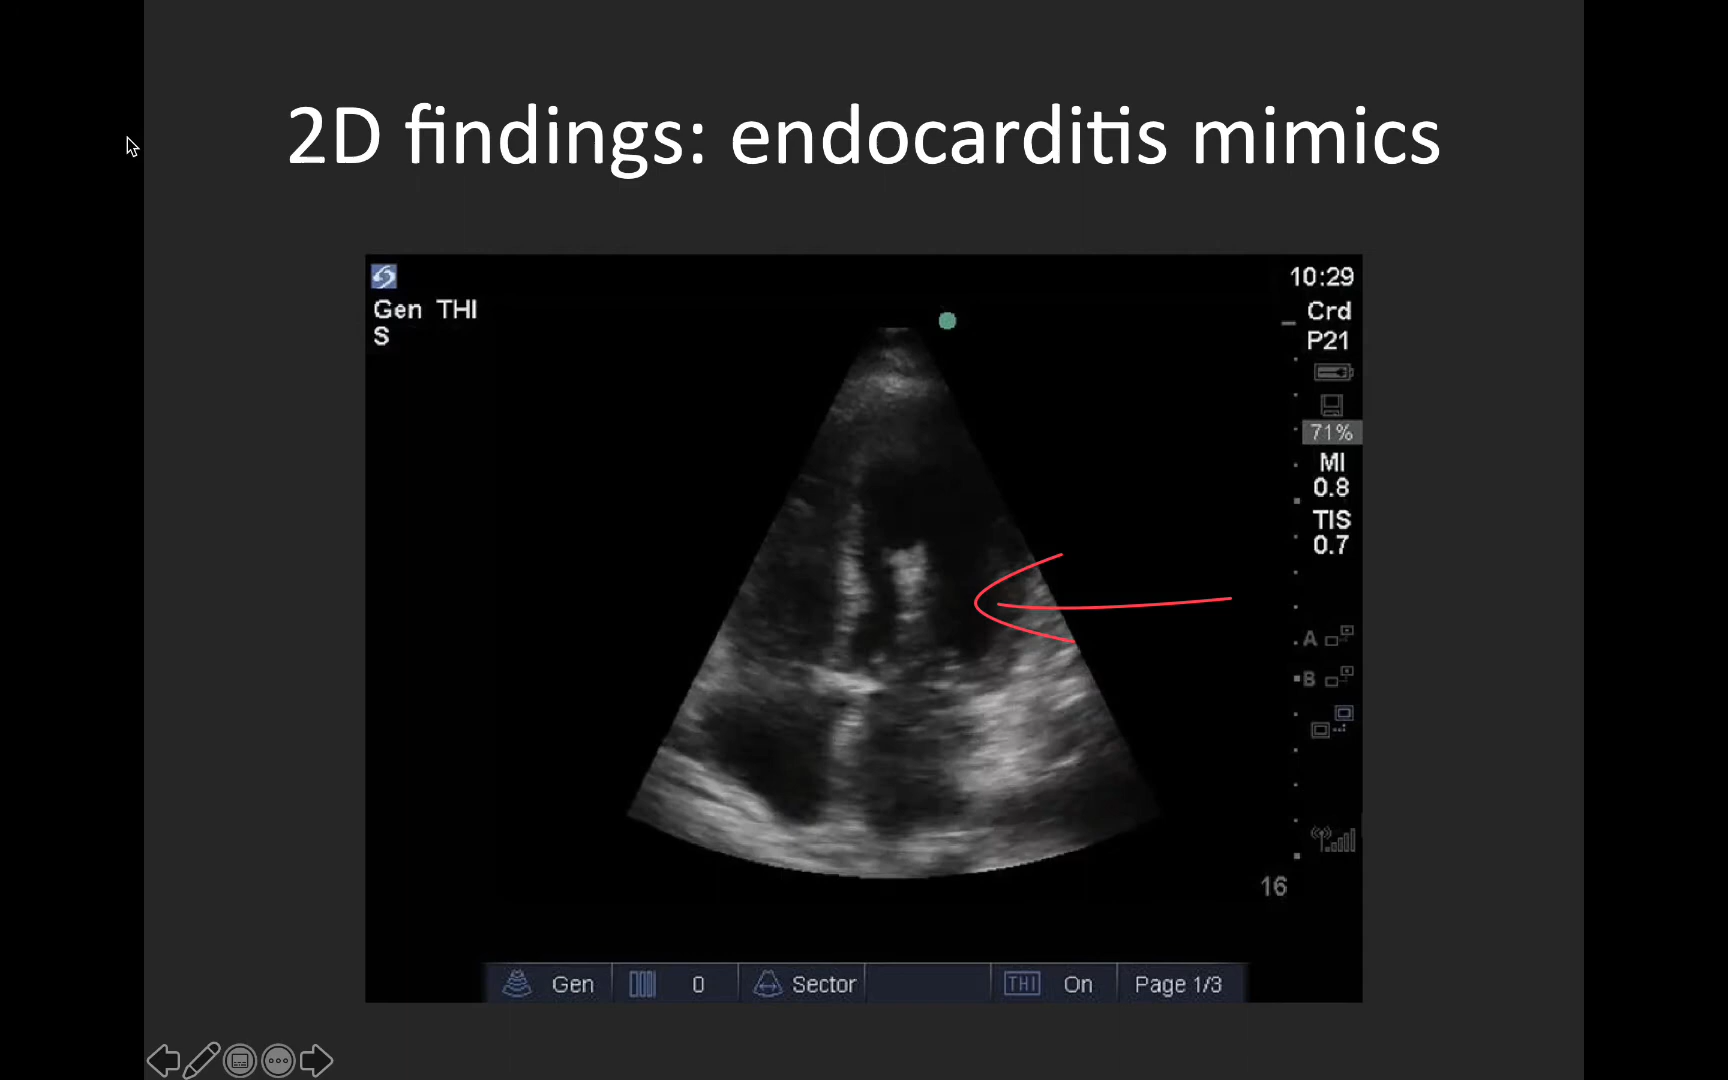 2D findings: endocarditis mimics
10:29
Gen THI
Crd
S
P21
71%
MI
0.8
TIS
0.7
A
B
16
Gen 0 Sector THI On Page 1/3